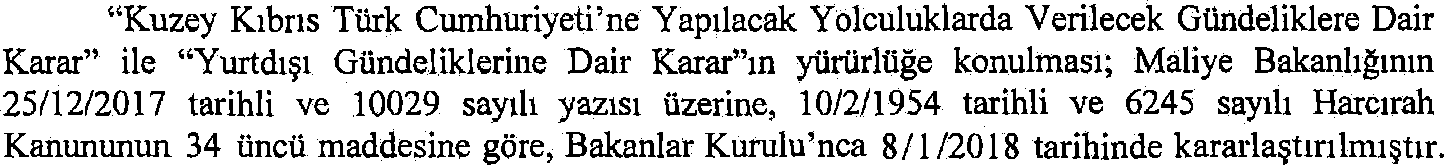 “Kuzey Kıbrıs Türk Cumhuriyeti’ne Yapılacak Yolculuklarda Verilecek Gündeliklere Dair
Karar” ile “Yurtdışı Gündeliklerine Dair Karar”ın yürürlüğe konulması; Maliye Bakanlığının
25/12/2017 tarihli ve 10029 sayılı yazısı üzerine, 10/2/1954 tarihli ve 6245 sayılı Harcırah
Kanununun 34 üncü maddesine göre, Bakanlar Kurulu’nca 8/1/2018 tarihinde kararlaştırılmıştır.